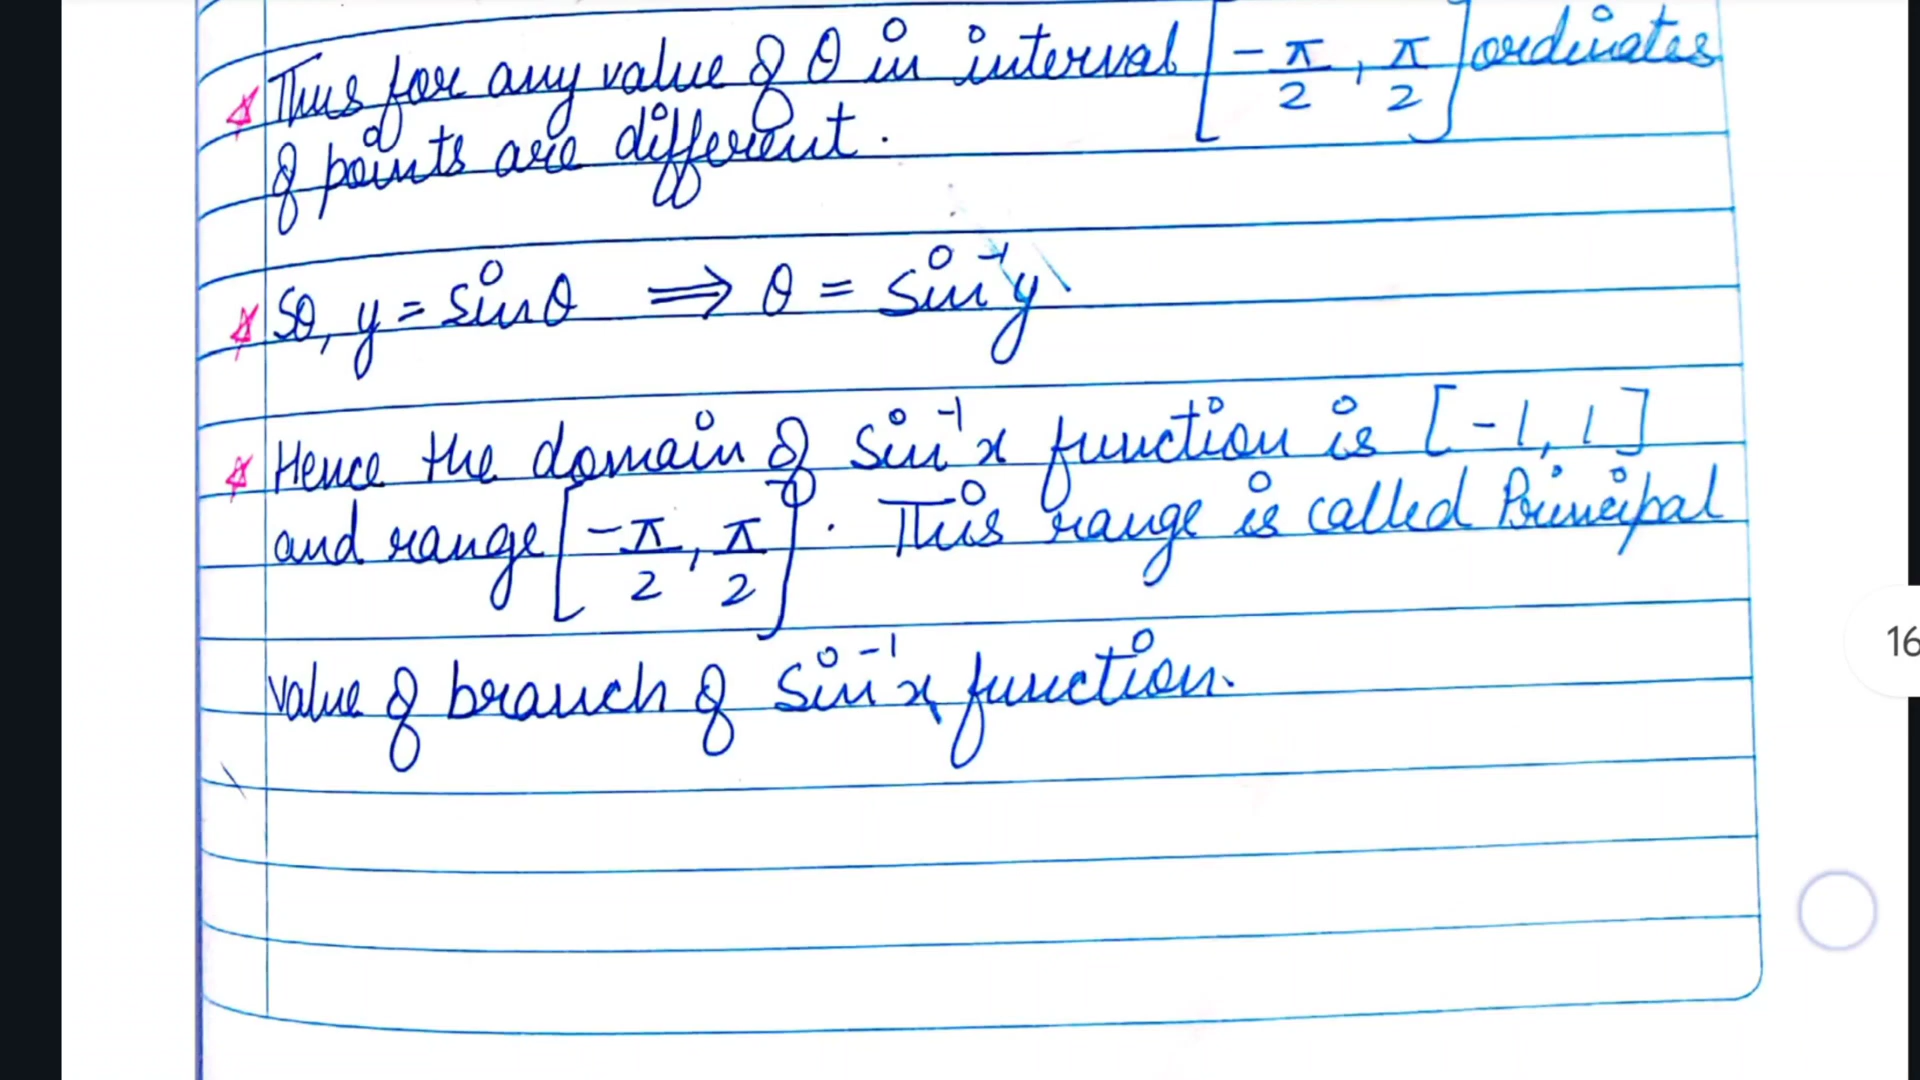 Thus for any value of θ in interval [-π/2, π/2] ordinates
of points are different.
So, y = sinθ ⟹ θ = sin⁻¹y
Hence the domain of sin⁻¹x function is [-1, 1]
and range [-π/2, π/2]. This range is called Principal
value of branch of sin⁻¹x function.
16